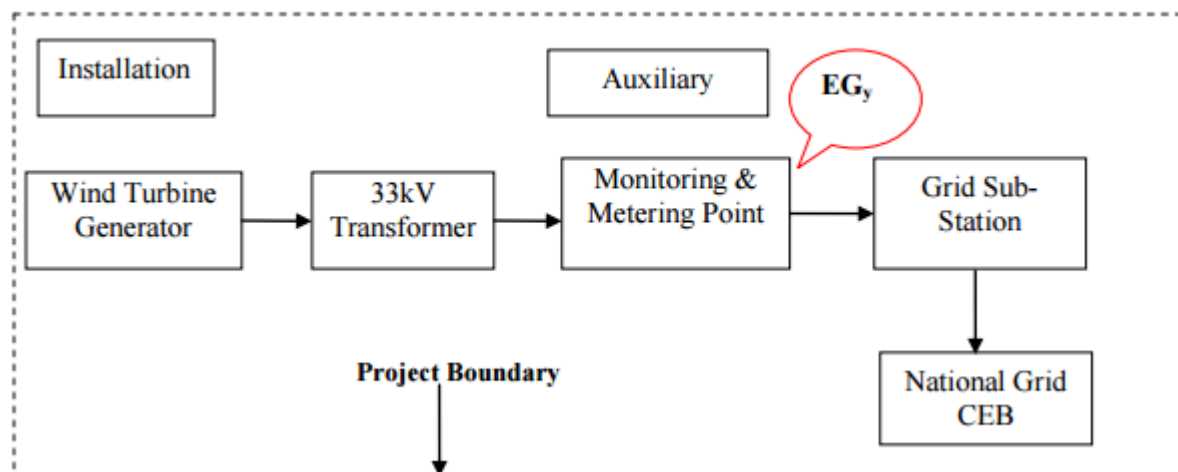 Installation
Auxiliary
EGy
Wind Turbine
Generator
33kV
Transformer
Monitoring &
Metering Point
Grid Sub-
Station
Project Boundary
National Grid
CEB